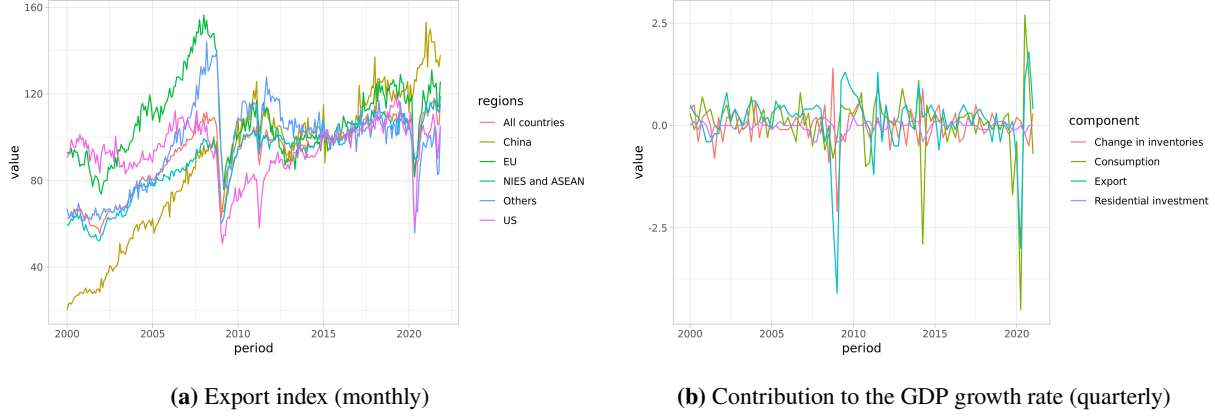 160
120
80
40
value
2000
2005
2010
2015
2020
period
regions
All countries
China
EU
NIES and ASEAN
Others
US
(a) Export index (monthly)
2.5
0.0
-2.5
value
2000
2005
2010
2015
2020
period
component
Change in inventories
Consumption
Export
Residential investment
(b) Contribution to the GDP growth rate (quarterly)